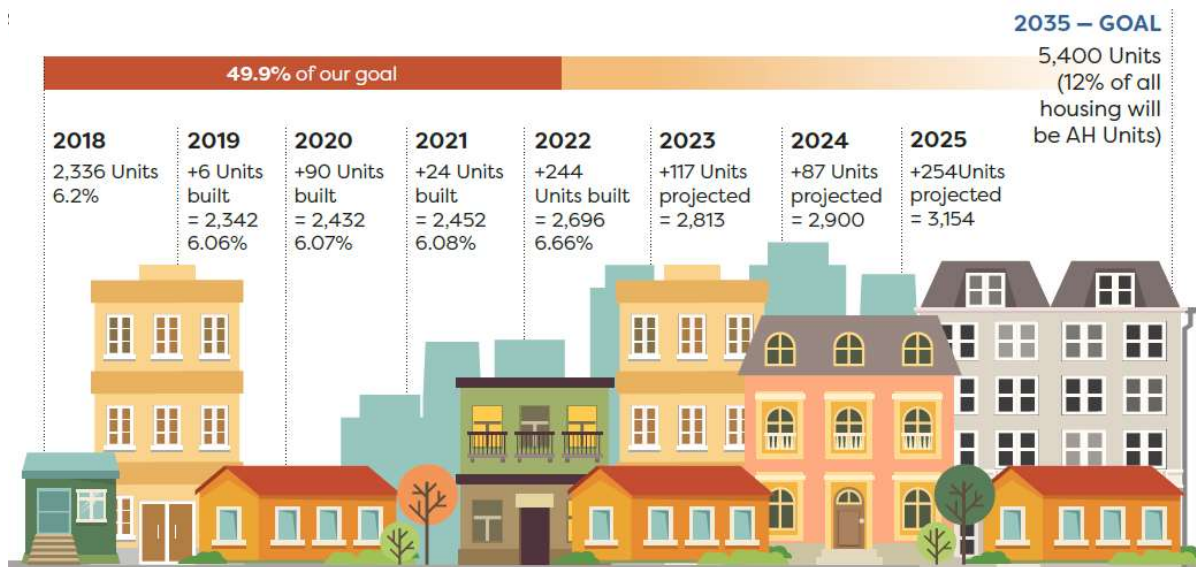 2035 – GOAL
5,400 Units
(12% of all
housing will
be AH Units)
49.9% of our goal
2018
2,336 Units
6.2%
2019
+6 Units
built
= 2,342
6.06%
2020
+90 Units
built
= 2,432
6.07%
2021
+24 Units
built
= 2,452
6.08%
2022
+244
Units built
= 2,696
6.66%
2023
+117 Units
projected
= 2,813
2024
+87 Units
projected
= 2,900
2025
+254Units
projected
= 3,154